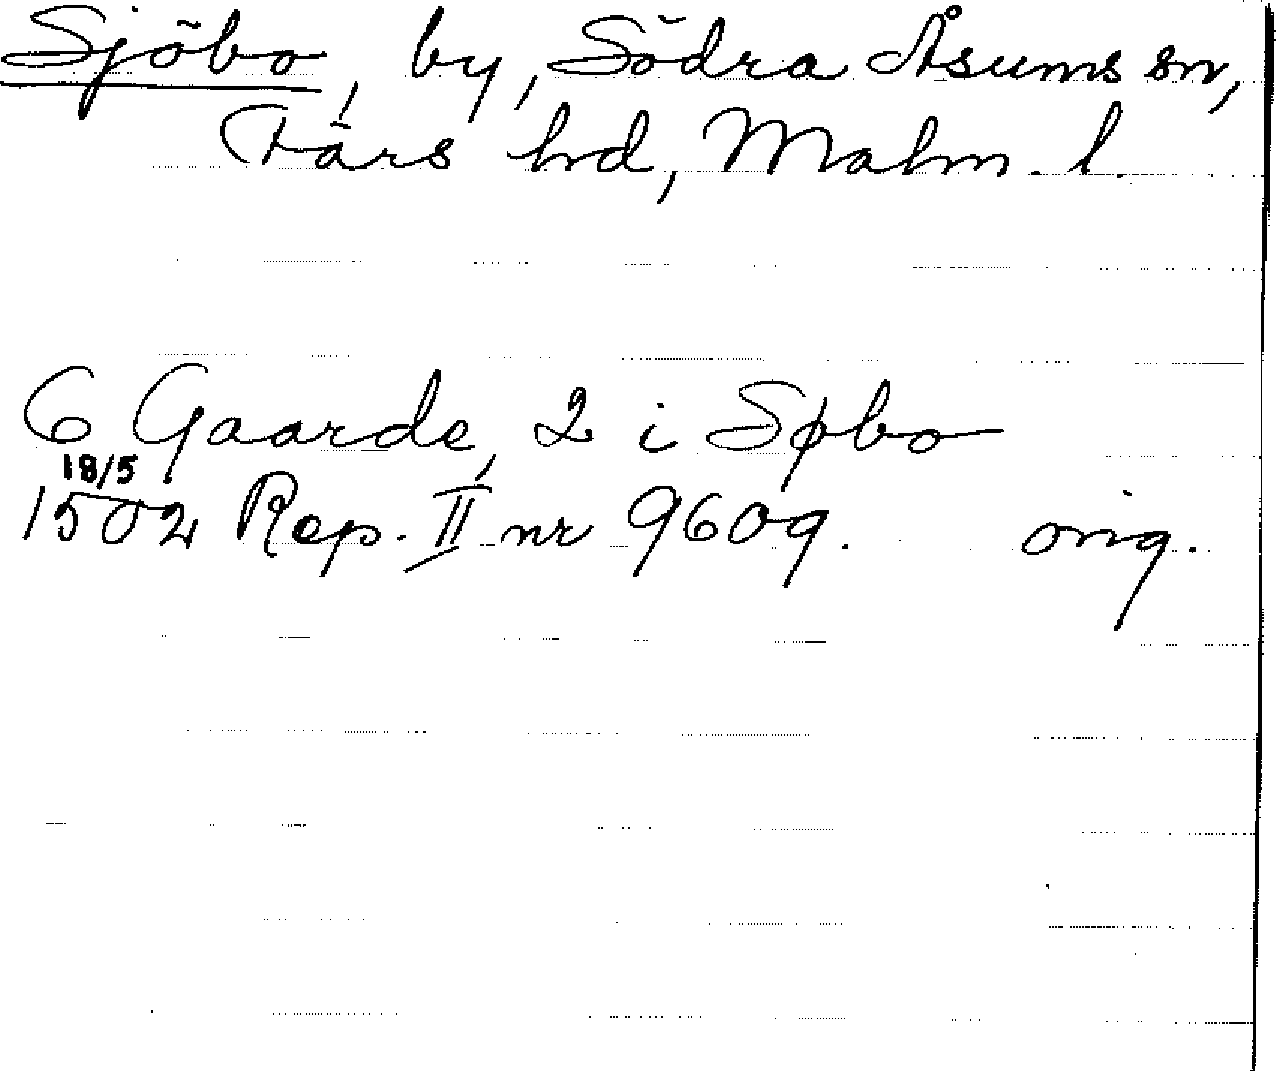 Sjöbo, by, Södra Åsums sn,
Färs hd, Malm. l.
6 Gaarde, 2 i Søbo
18/5
1502 Rep. II nr 9609. orig.